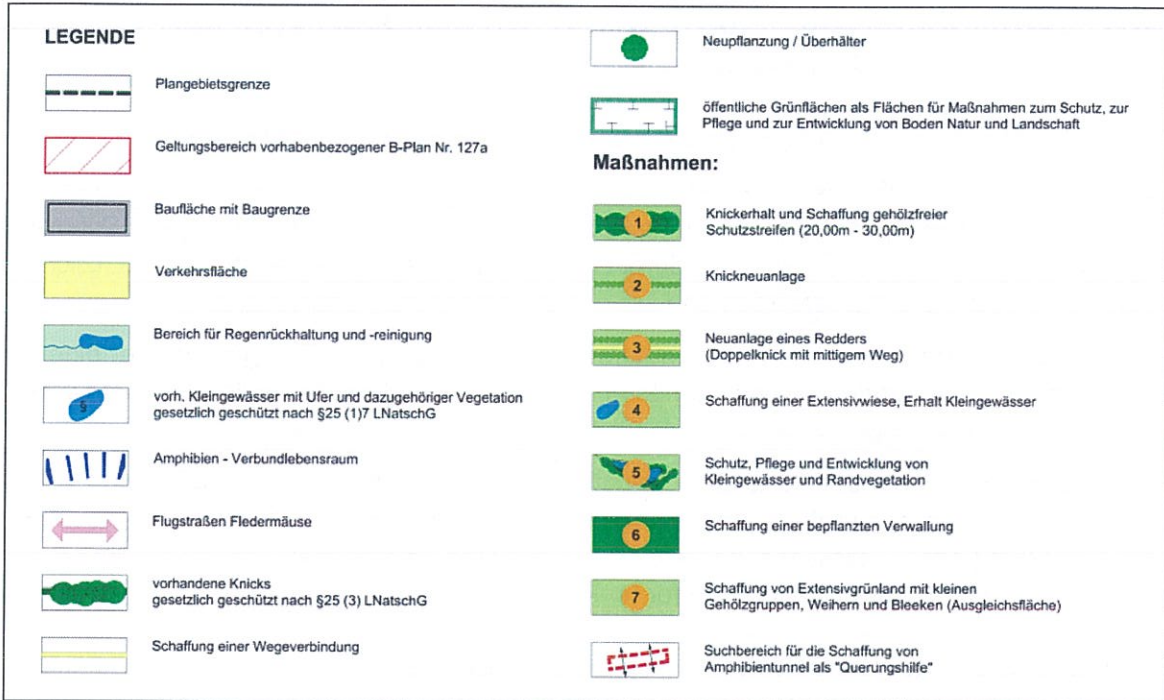 LEGENDE
Plangebietsgrenze
Geltungsbereich vorhabenbezogener B-Plan Nr. 127a
Baufläche mit Baugrenze
Verkehrsfläche
Bereich für Regenrückhaltung und -reinigung
§
vorh. Kleingewässer mit Ufer und dazugehöriger Vegetation
gesetzlich geschützt nach §25 (1)7 LNatschG
Amphibien - Verbundlebensraum
Flugstraßen Fledermäuse
vorhandene Knicks
gesetzlich geschützt nach §25 (3) LNatschG
Schaffung einer Wegeverbindung
Neupflanzung / Überhälter
öffentliche Grünflächen als Flächen für Maßnahmen zum Schutz, zur
Pflege und zur Entwicklung von Boden Natur und Landschaft
Maßnahmen:
1
Knickerhalt und Schaffung gehölzfreier
Schutzstreifen (20,00m - 30,00m)
2
Knickneuanlage
3
Neuanlage eines Redders
(Doppelknick mit mittigem Weg)
4
Schaffung einer Extensivwiese, Erhalt Kleingewässer
5
Schutz, Pflege und Entwicklung von
Kleingewässer und Randvegetation
6
Schaffung einer bepflanzten Verwallung
7
Schaffung von Extensivgrünland mit kleinen
Gehölzgruppen, Weihern und Bleeken (Ausgleichsfläche)
Suchbereich für die Schaffung von
Amphibientunnel als "Querungshilfe"